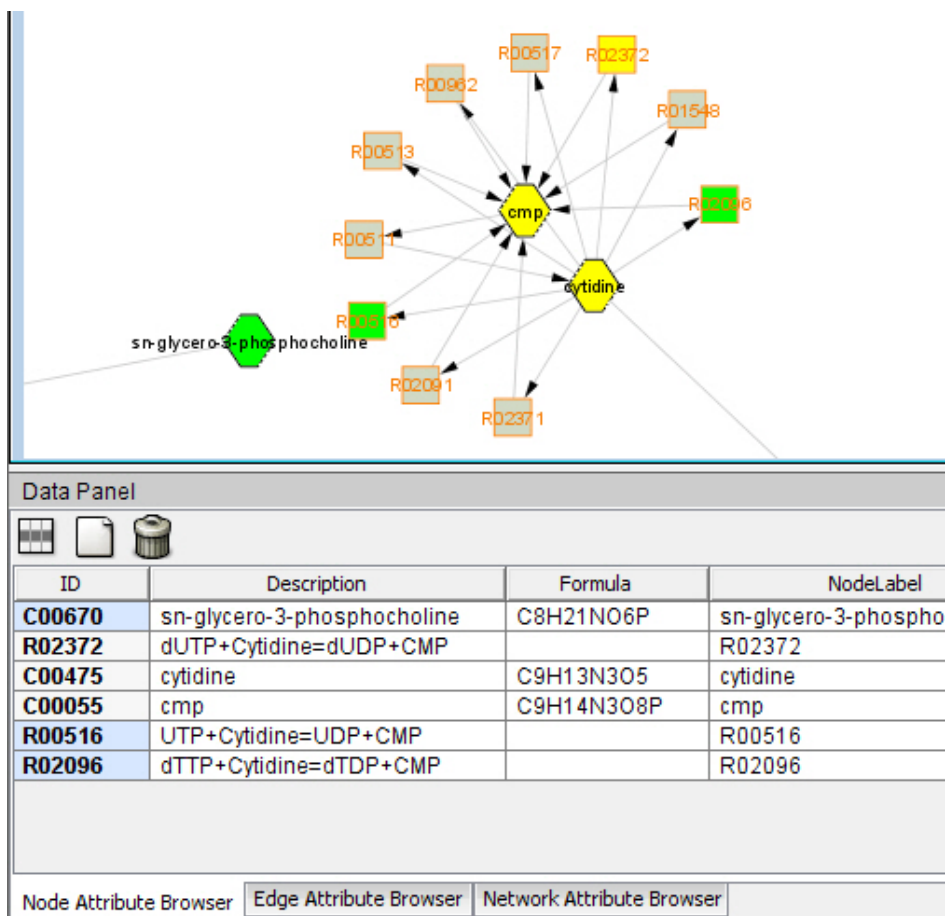 R00517
R02372
R00962
R01548
R00513
cmp
R02096
R00511
cytidine
R00516
sn-glycero-3-phosphocholine
R02091
R02371
Data Panel
ID Description Formula NodeLabel
C00670 sn-glycero-3-phosphocholine C8H21NO6P sn-glycero-3-phospho
R02372 dUTP+Cytidine=dUDP+CMP R02372
C00475 cytidine C9H13N3O5 cytidine
C00055 cmp C9H14N3O8P cmp
R00516 UTP+Cytidine=UDP+CMP R00516
R02096 dTTP+Cytidine=dTDP+CMP R02096
Node Attribute Browser Edge Attribute Browser Network Attribute Browser